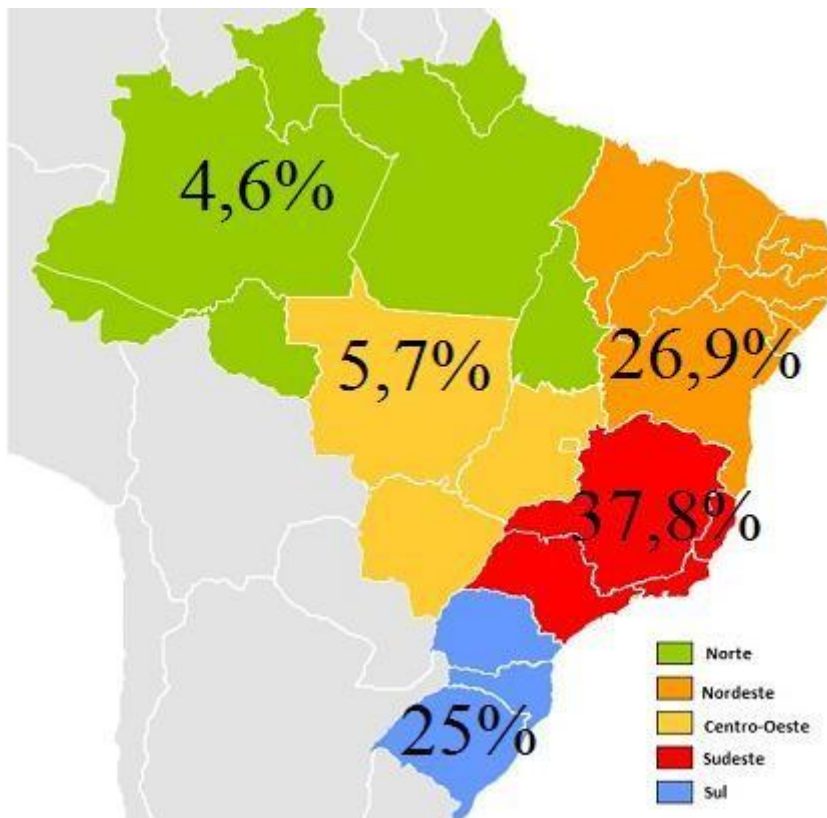 4,6%
5,7%
26,9%
37,8%
25%
Norte
Nordeste
Centro-Oeste
Sudeste
Sul